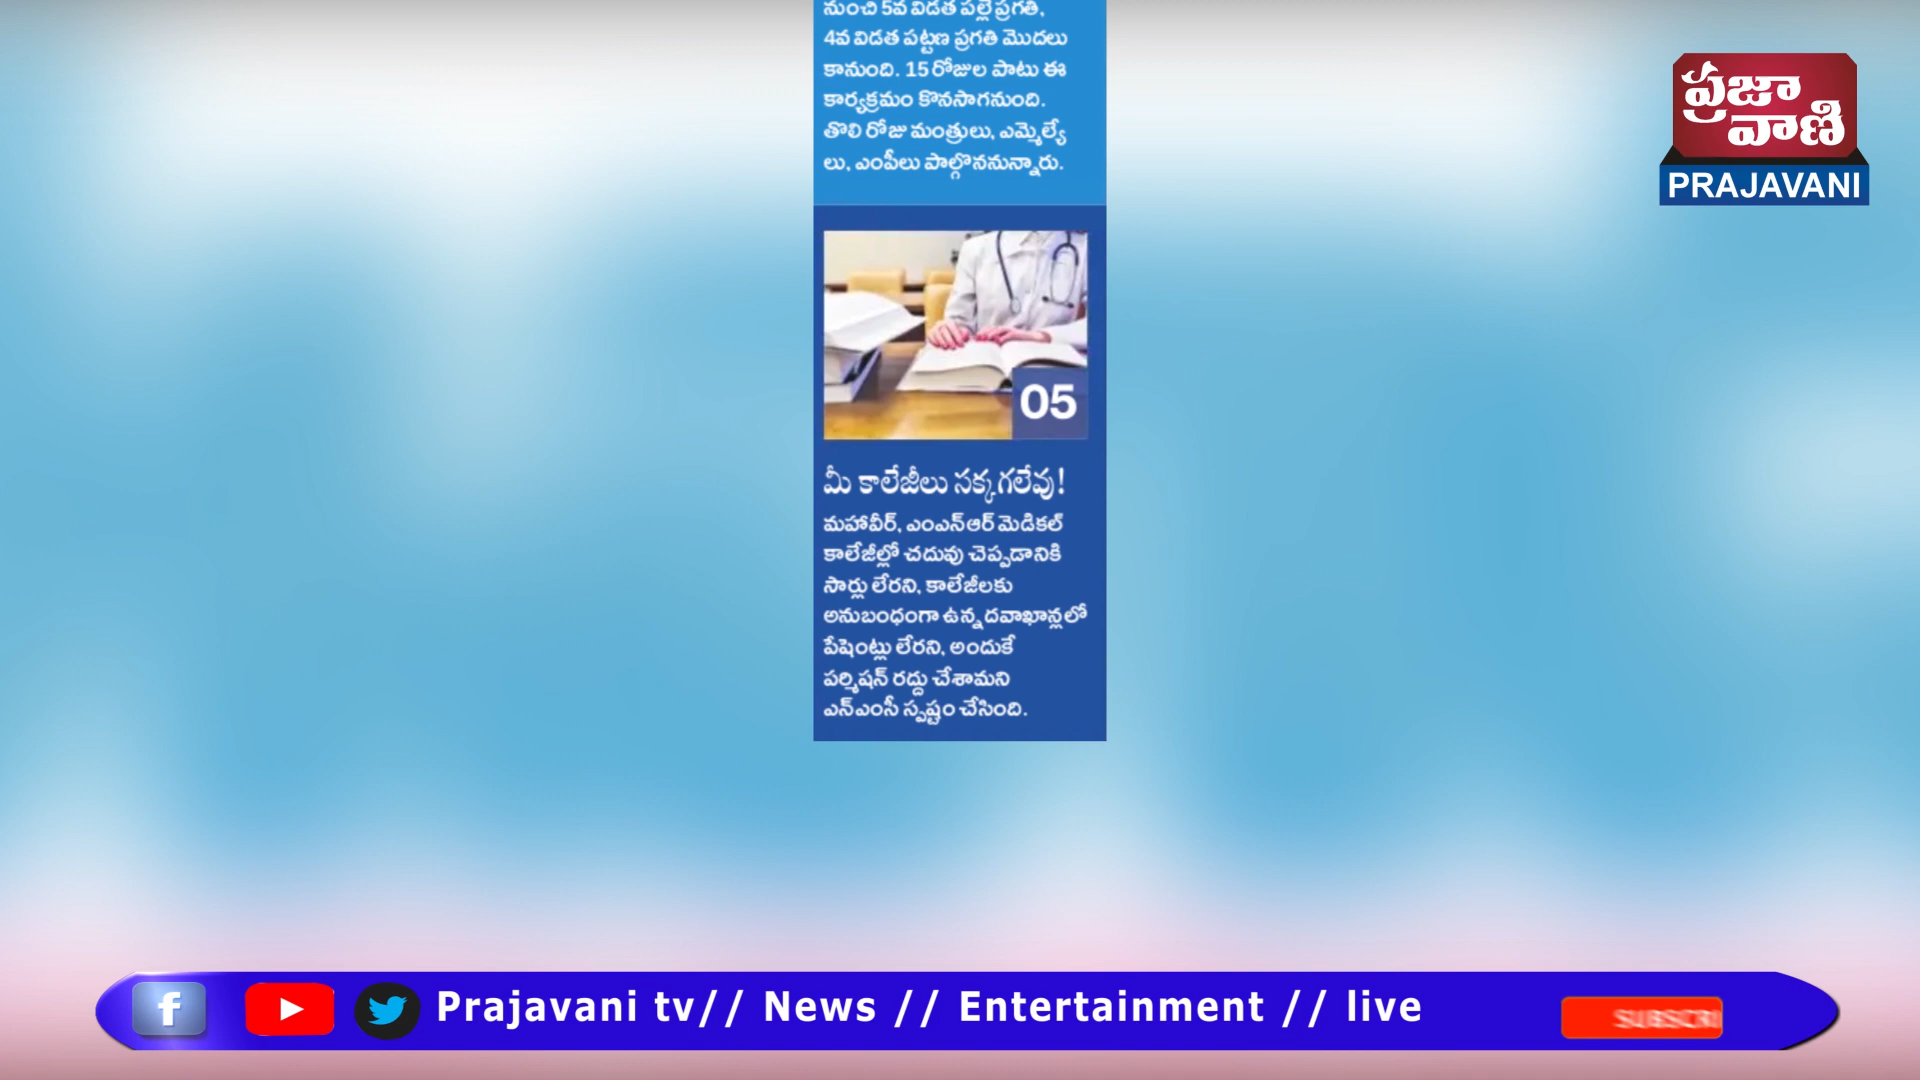 నుంచి 5వ విడత పల్లె ప్రగతి,
4వ విడత పట్టణ ప్రగతి మొదలు
కానుంది. 15 రోజుల పాటు ఈ
కార్యక్రమం కొనసాగనుంది.
తొలి రోజు మంత్రులు, ఎమ్మెల్యే
లు, ఎంపీలు పాల్గొననున్నారు.
ప్రజా
వాణి
PRAJAVANI
05
మీ కాలేజీలు సక్కగలేవు!
మహావీర్, ఎంఎన్ఆర్ మెడికల్
కాలేజీల్లో చదువు చెప్పడానికి
సార్లు లేరని, కాలేజీలకు
అనుబంధంగా ఉన్న దవాఖాన్లలో
పేషెంట్లు లేరని, అందుకే
పర్మిషన్ రద్దు చేశామని
ఎన్ఎంసీ స్పష్టం చేసింది.
Prajavani tv// News // Entertainment // live
SUBSCRI